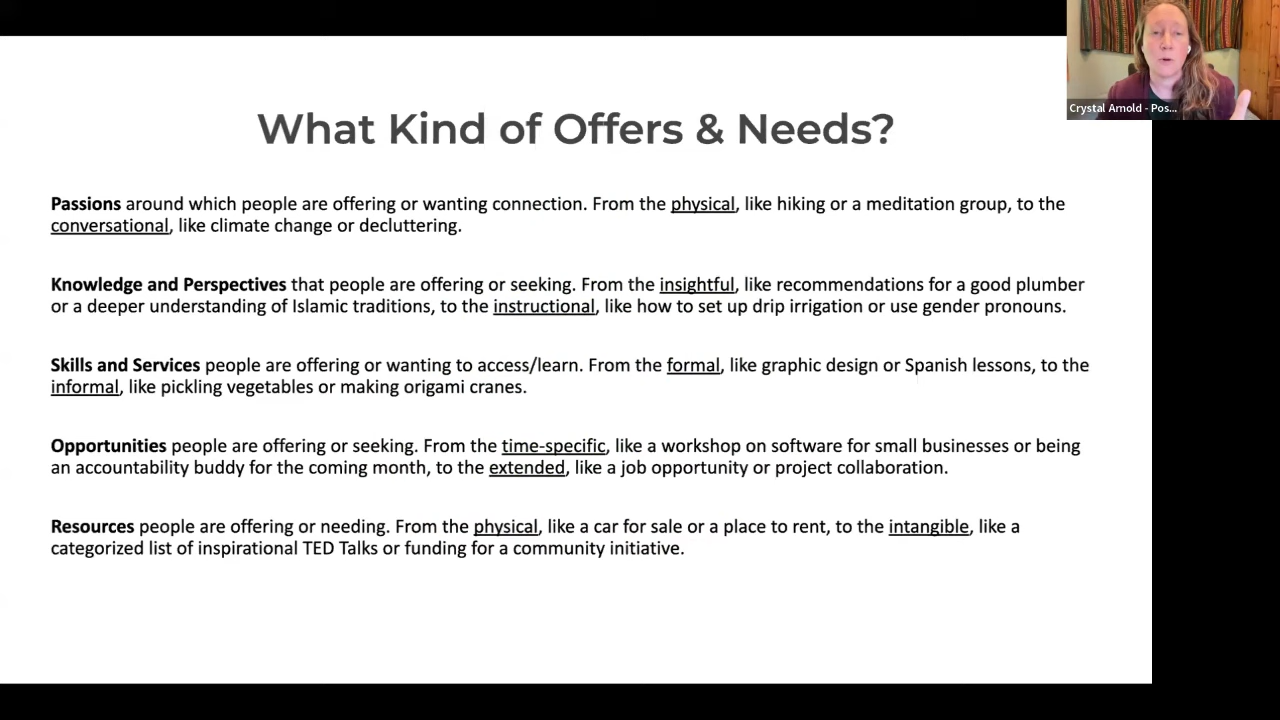 What Kind of Offers & Needs?
Crystal Arnold - Pos...
Passions around which people are offering or wanting connection. From the physical, like hiking or a meditation group, to the
conversational, like climate change or decluttering.
Knowledge and Perspectives that people are offering or seeking. From the insightful, like recommendations for a good plumber
or a deeper understanding of Islamic traditions, to the instructional, like how to set up drip irrigation or use gender pronouns.
Skills and Services people are offering or wanting to access/learn. From the formal, like graphic design or Spanish lessons, to the
informal, like pickling vegetables or making origami cranes.
Opportunities people are offering or seeking. From the time-specific, like a workshop on software for small businesses or being
an accountability buddy for the coming month, to the extended, like a job opportunity or project collaboration.
Resources people are offering or needing. From the physical, like a car for sale or a place to rent, to the intangible, like a
categorized list of inspirational TED Talks or funding for a community initiative.